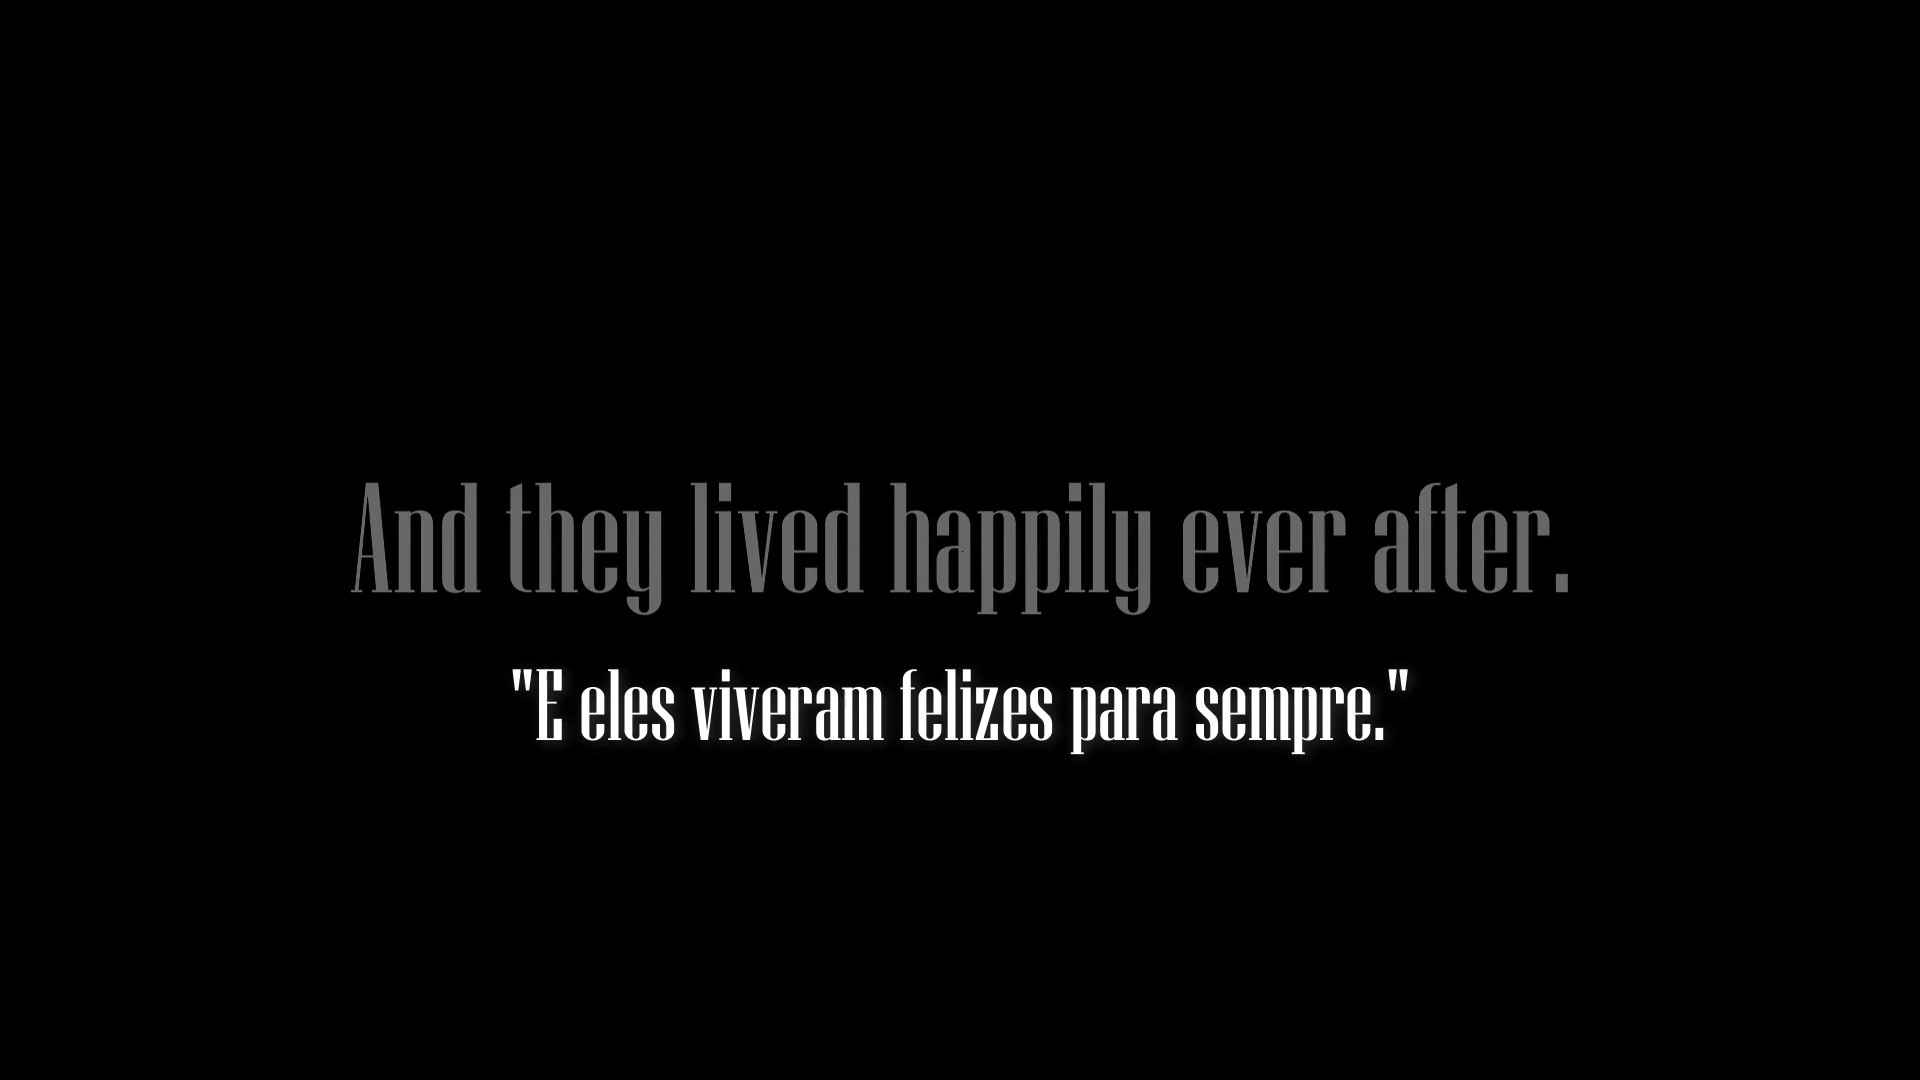 And they lived happily ever after.
"E eles viveram felizes para sempre."